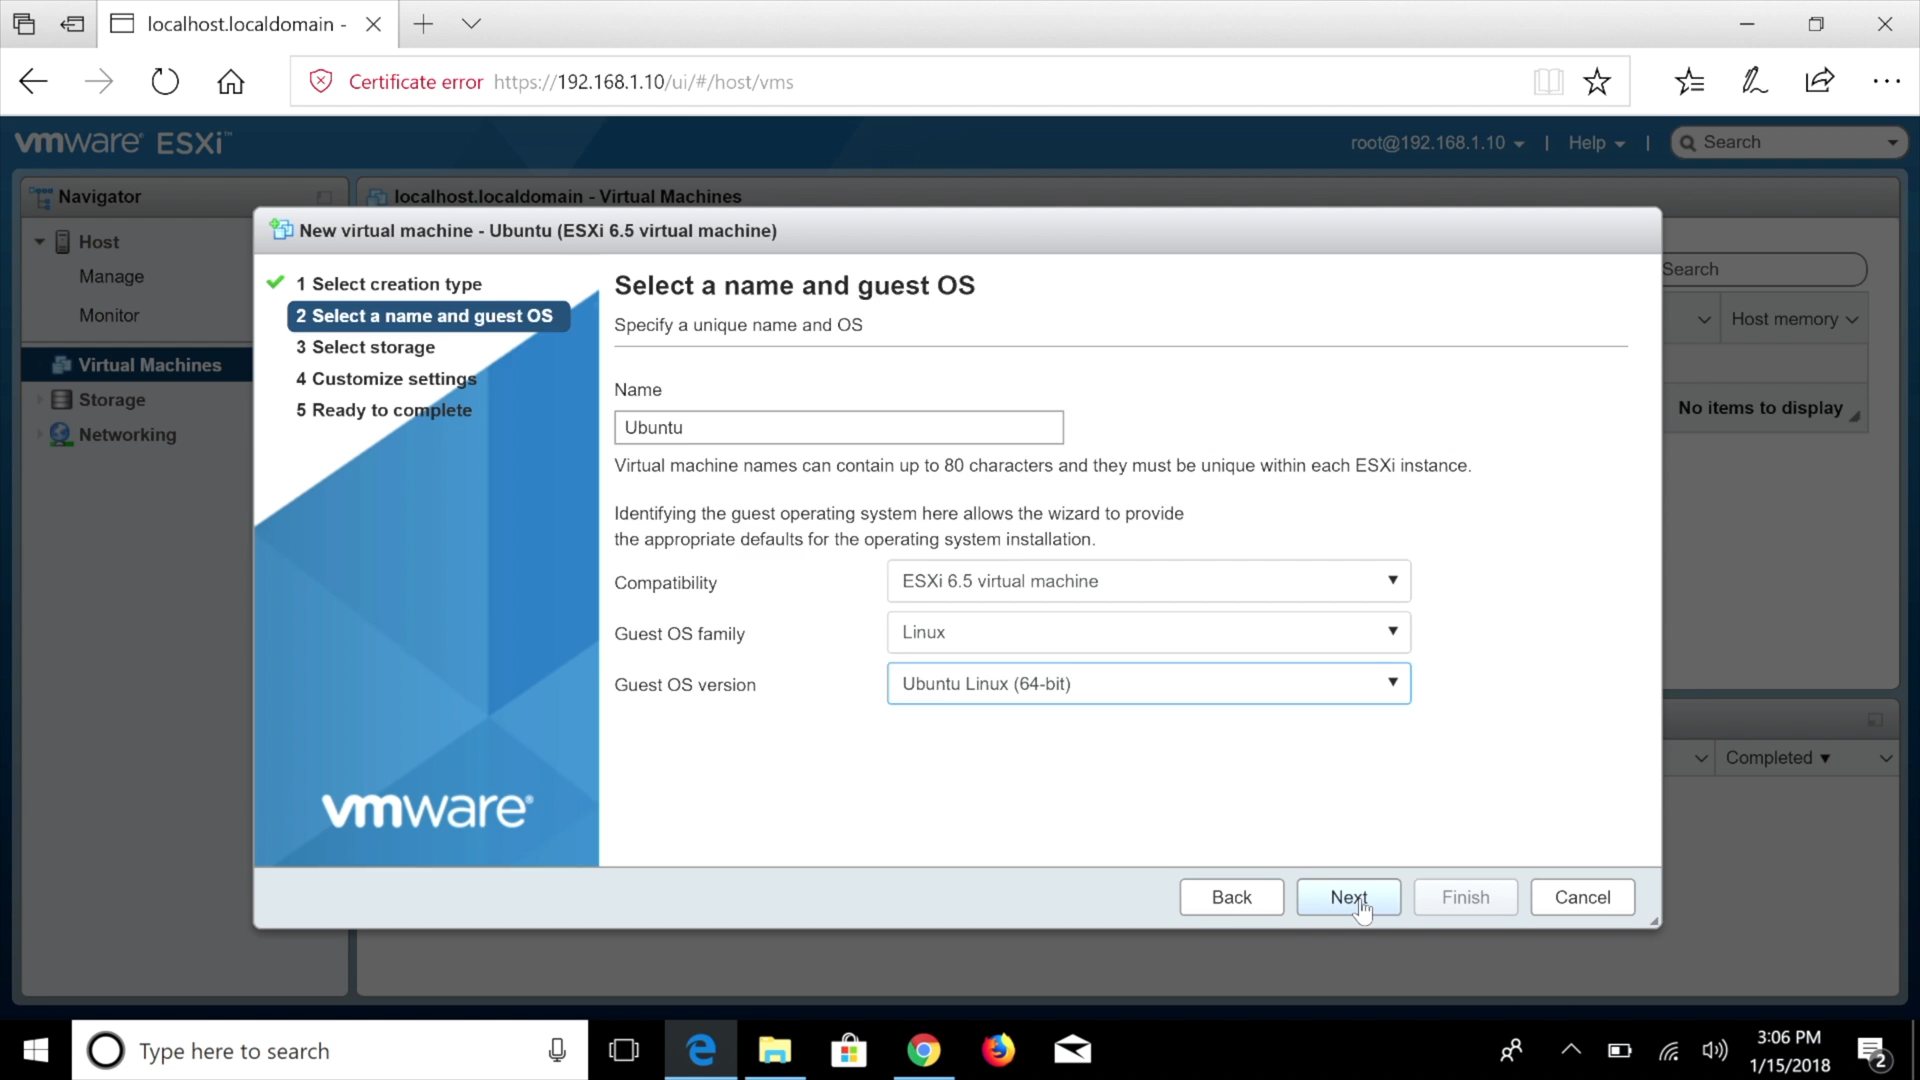 localhost.localdomain -
Certificate error https://192.168.1.10/ui/#/host/vms
vmware® ESXi™
root@192.168.1.10 | Help | Search
Navigator
localhost.localdomain - Virtual Machines
Host
Manage
Monitor
Virtual Machines
Storage
Networking
New virtual machine - Ubuntu (ESXi 6.5 virtual machine)
1 Select creation type
2 Select a name and guest OS
3 Select storage
4 Customize settings
5 Ready to complete
vmware®
Select a name and guest OS
Specify a unique name and OS
Name
Ubuntu
Virtual machine names can contain up to 80 characters and they must be unique within each ESXi instance.
Identifying the guest operating system here allows the wizard to provide
the appropriate defaults for the operating system installation.
Compatibility
ESXi 6.5 virtual machine
Guest OS family
Linux
Guest OS version
Ubuntu Linux (64-bit)
Back
Next
Finish
Cancel
Search
Host memory
No items to display
Completed ▼
Type here to search
3:06 PM
1/15/2018
2